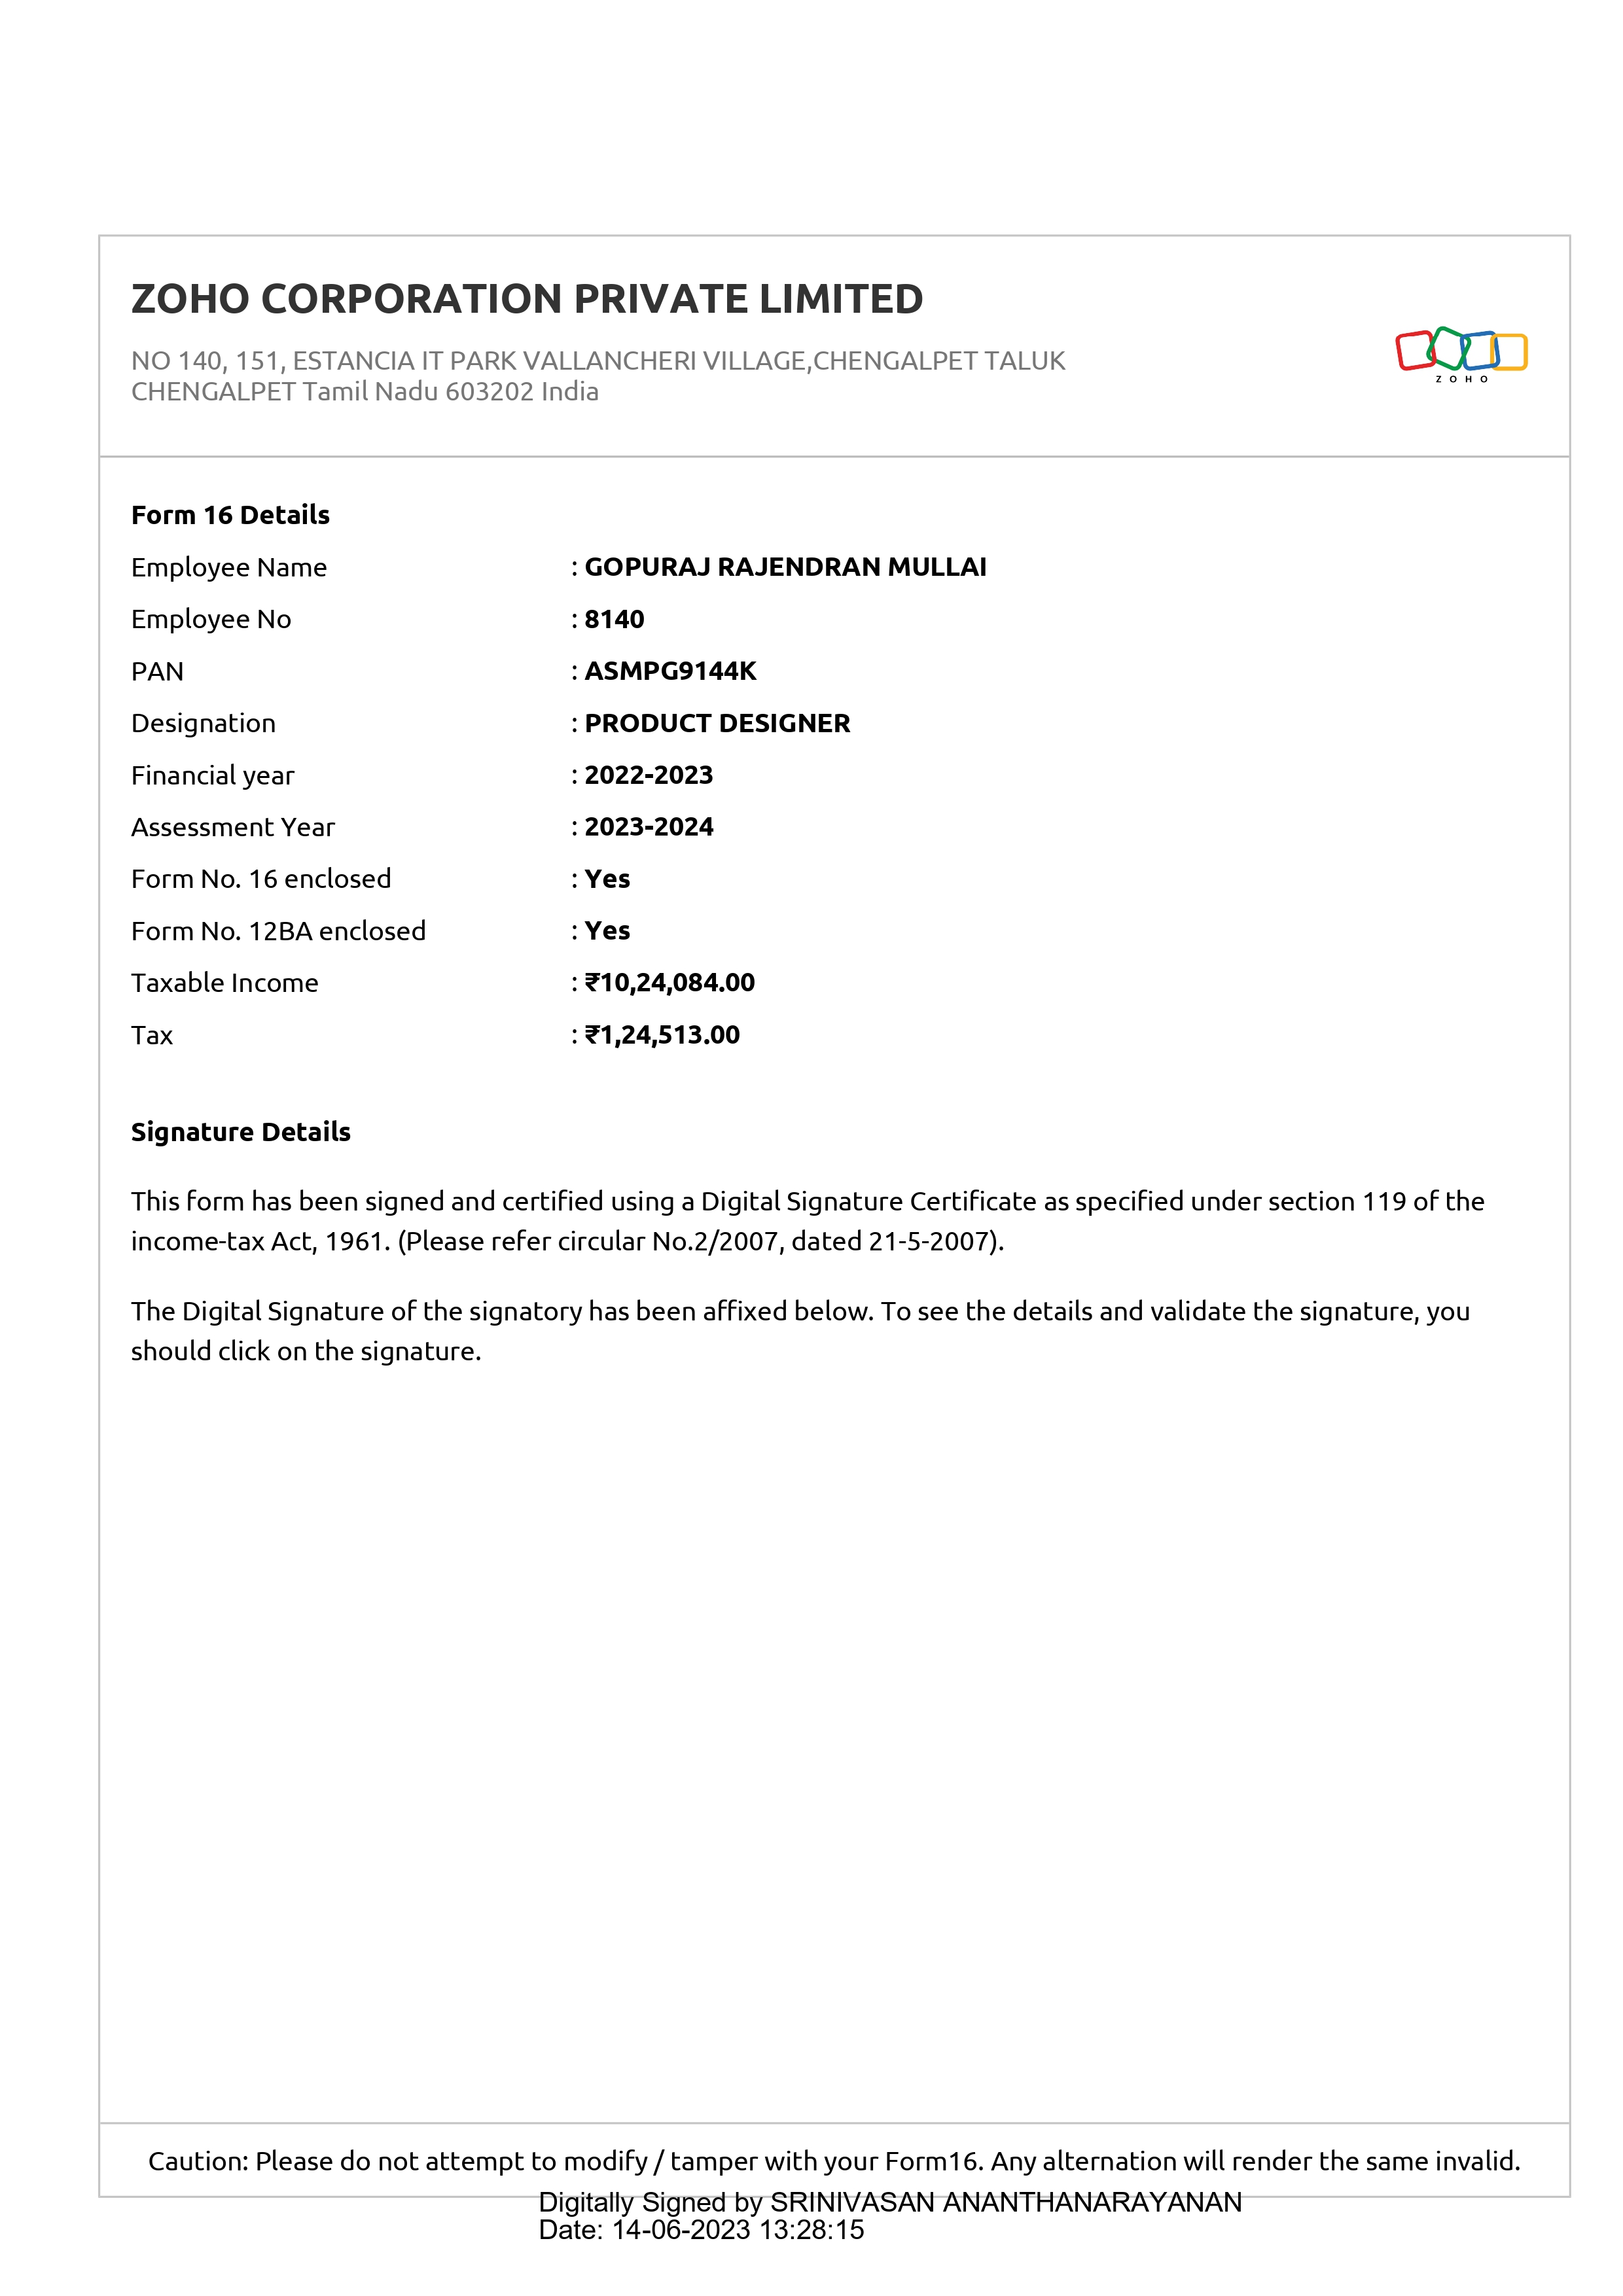 ZOHO CORPORATION PRIVATE LIMITED
NO 140, 151, ESTANCIA IT PARK VALLANCHERI VILLAGE,CHENGALPET TALUK
CHENGALPET Tamil Nadu 603202 India
ZOHO
Form 16 Details
Employee Name : GOPURAJ RAJENDRAN MULLAI
Employee No : 8140
PAN : ASMPG9144K
Designation : PRODUCT DESIGNER
Financial year : 2022-2023
Assessment Year : 2023-2024
Form No. 16 enclosed : Yes
Form No. 12BA enclosed : Yes
Taxable Income : ₹10,24,084.00
Tax : ₹1,24,513.00
Signature Details
This form has been signed and certified using a Digital Signature Certificate as specified under section 119 of the
income-tax Act, 1961. (Please refer circular No.2/2007, dated 21-5-2007).
The Digital Signature of the signatory has been affixed below. To see the details and validate the signature, you
should click on the signature.
Caution: Please do not attempt to modify / tamper with your Form16. Any alternation will render the same invalid.
Digitally Signed by SRINIVASAN ANANTHANARAYANAN
Date: 14-06-2023 13:28:15